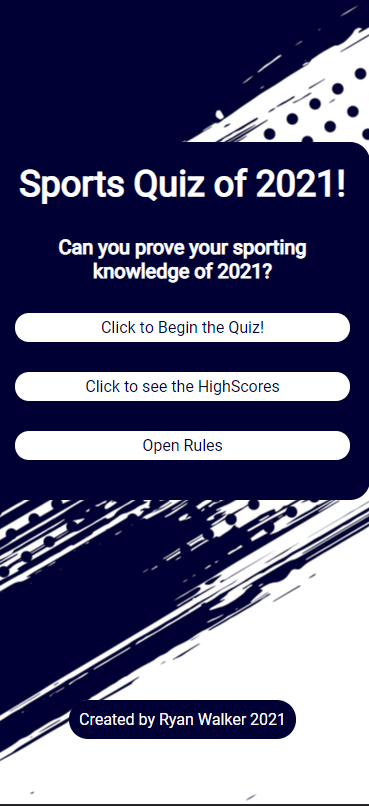 Sports Quiz of 2021!
Can you prove your sporting
knowledge of 2021?
Click to Begin the Quiz!
Click to see the HighScores
Open Rules
Created by Ryan Walker 2021